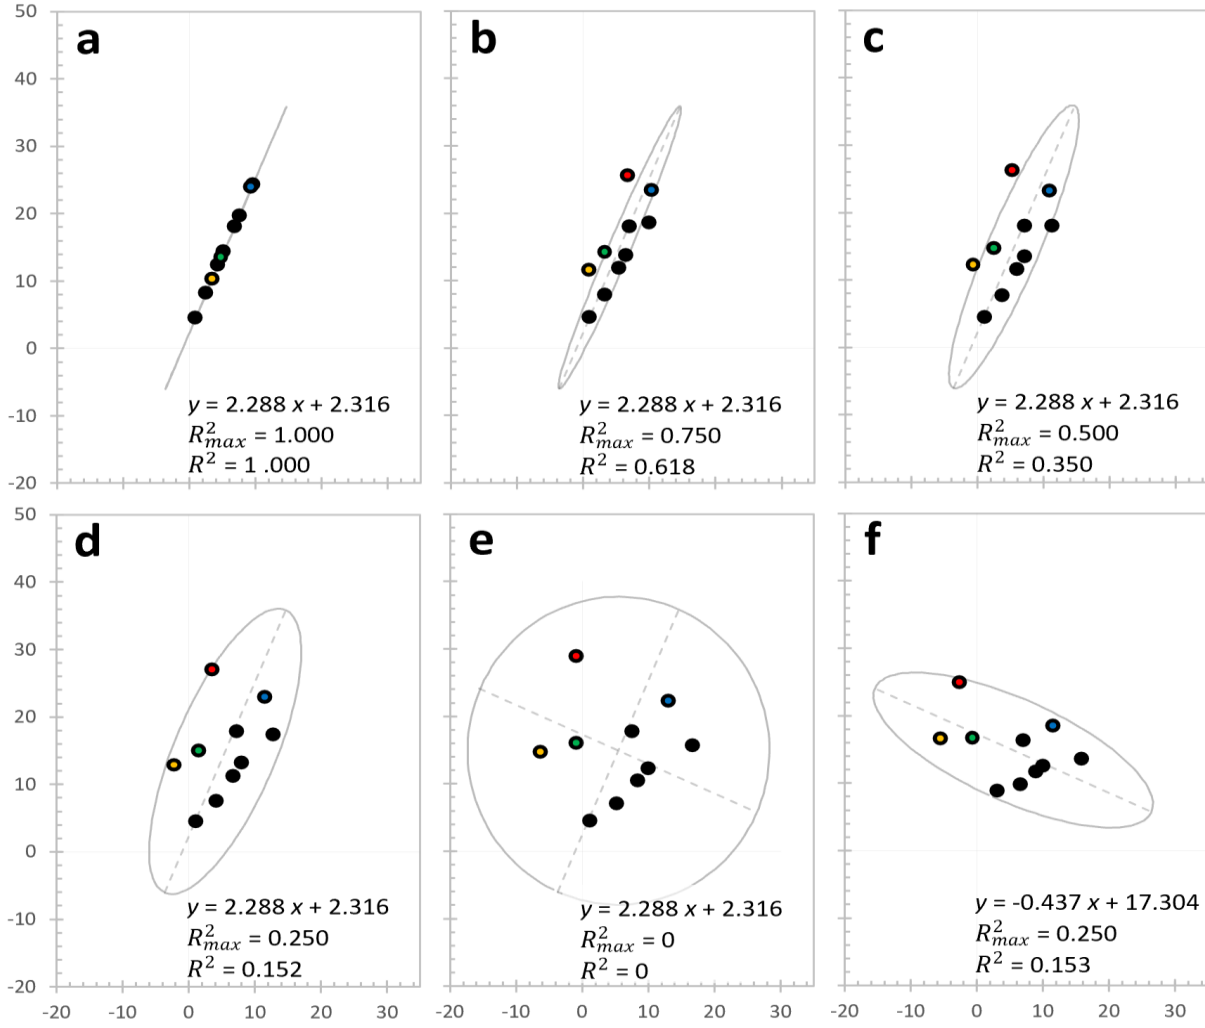 a
b
c
50
40
30
20
10
0
-10
-20
y = 2.288 x + 2.316
R²max = 1.000
R² = 1 .000
y = 2.288 x + 2.316
R²max = 0.750
R² = 0.618
y = 2.288 x + 2.316
R²max = 0.500
R² = 0.350
d
e
f
50
40
30
20
10
0
-10
-20
y = 2.288 x + 2.316
R²max = 0.250
R² = 0.152
y = 2.288 x + 2.316
R²max = 0
R² = 0
y = -0.437 x + 17.304
R²max = 0.250
R² = 0.153
-20 -10 0 10 20 30
-20 -10 0 10 20 30
-20 -10 0 10 20 30